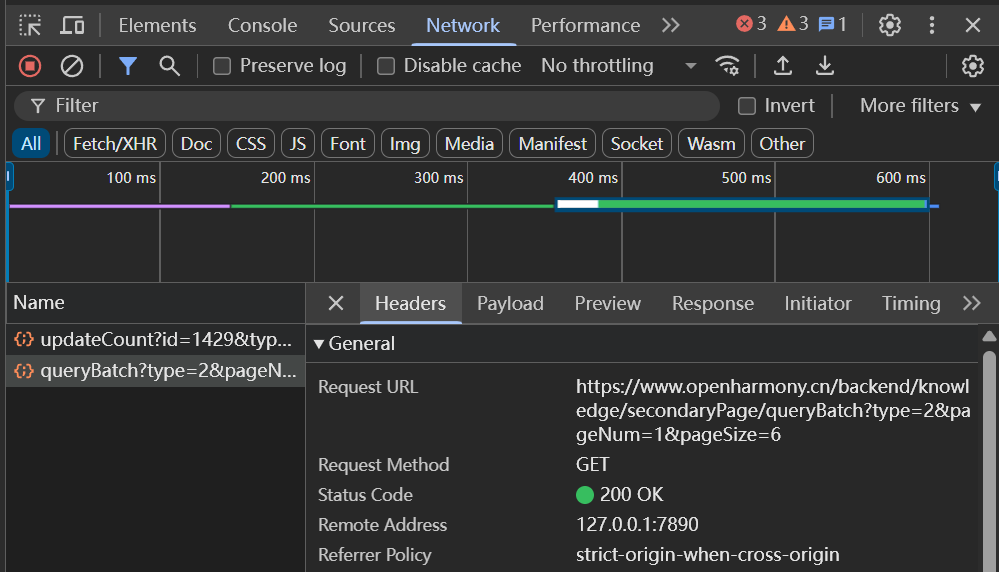 Elements Console Sources Network Performance 3 3 1
Preserve log Disable cache No throttling
Filter Invert More filters
All Fetch/XHR Doc CSS JS Font Img Media Manifest Socket Wasm Other
100 ms 200 ms 300 ms 400 ms 500 ms 600 ms
Name Headers Payload Preview Response Initiator Timing
updateCount?id=1429&typ...
queryBatch?type=2&pageN...
General
Request URL https://www.openharmony.cn/backend/knowl
edge/secondaryPage/queryBatch?type=2&pa
geNum=1&pageSize=6
Request Method GET
Status Code 200 OK
Remote Address 127.0.0.1:7890
Referrer Policy strict-origin-when-cross-origin